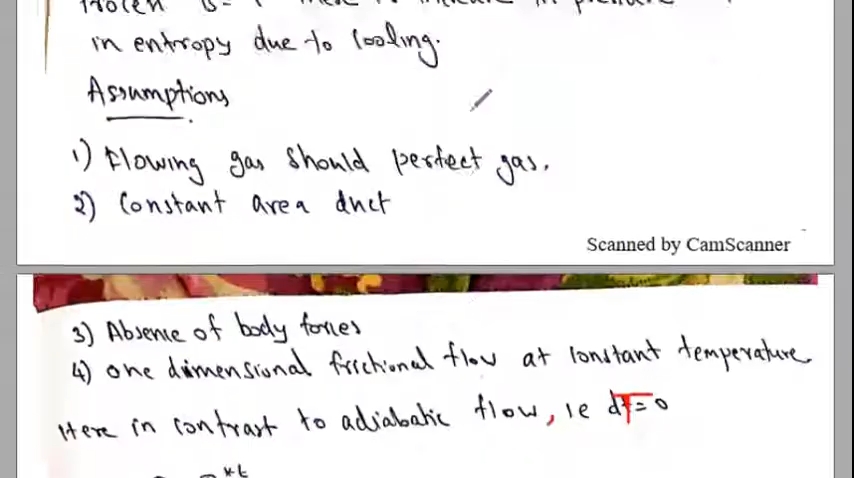 in entropy due to cooling.
Assumptions
1) Flowing gas should perfect gas.
2) Constant area duct
Scanned by CamScanner
3) Absence of body forces
4) One dimensional frictional flow at constant temperature
Here in contrast to adiabatic flow, ie dT=0